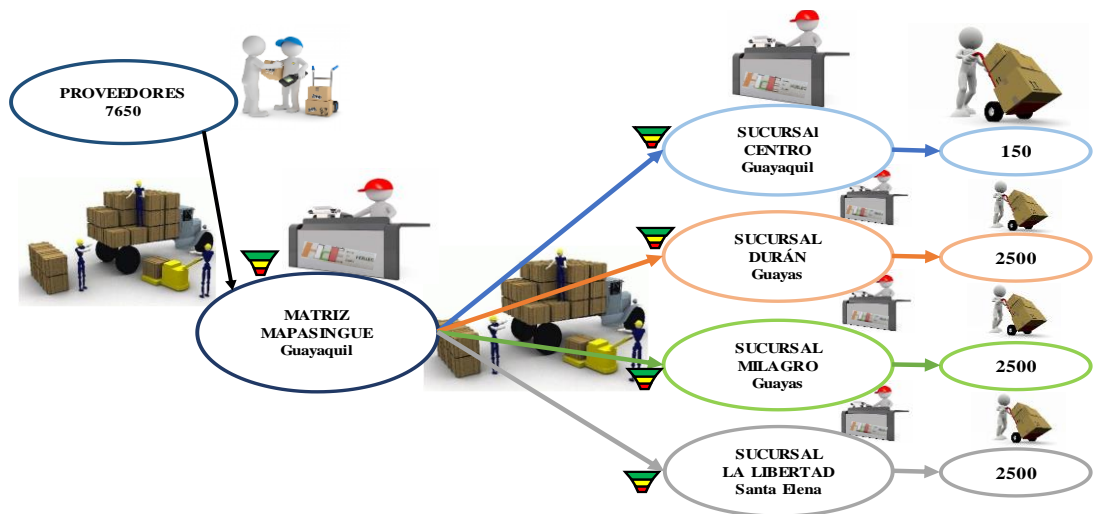 PROVEEDORES
7650
MATRIZ
MAPASINGUE
Guayaquil
SUCURSAl
CENTRO
Guayaquil
150
SUCURSAL
DURÁN
Guayas
2500
SUCURSAL
MILAGRO
Guayas
2500
SUCURSAL
LA LIBERTAD
Santa Elena
2500